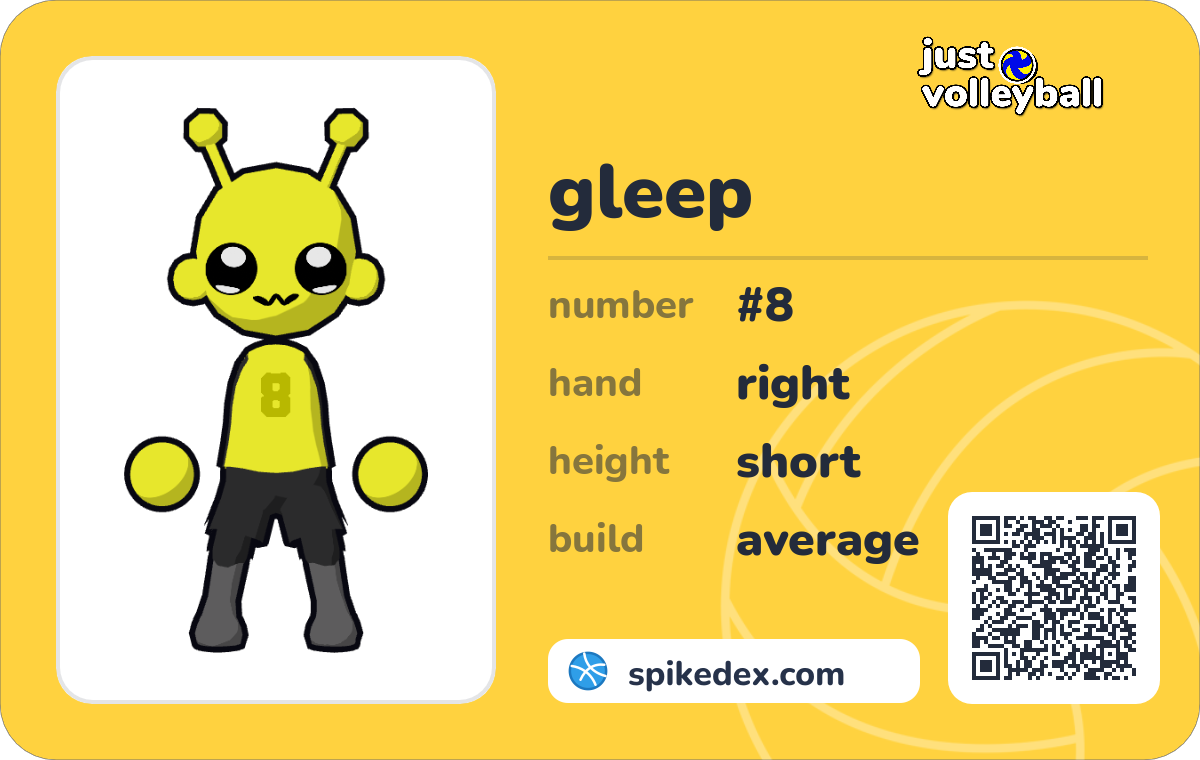 just
volleyball
gleep
number #8
hand right
height short
build average
8
spikedex.com